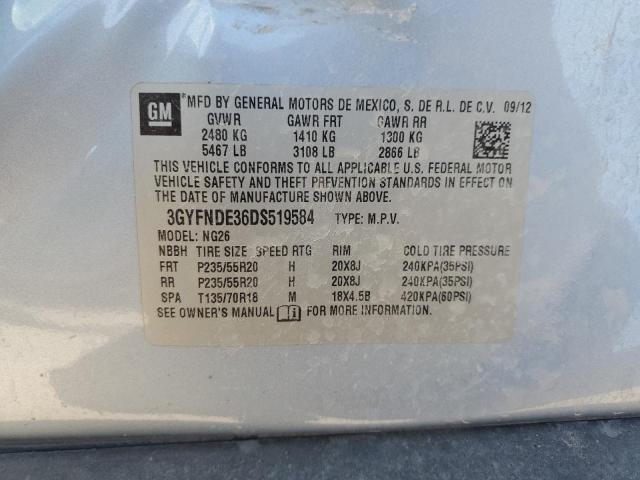 GM *MFD BY GENERAL MOTORS DE MEXICO, S. DE R.L. DE C.V. 09/12
GVWR GAWR FRT GAWR RR
2480 KG 1410 KG 1300 KG
5467 LB 3108 LB 2866 LB
THIS VEHICLE CONFORMS TO ALL APPLICABLE U.S. FEDERAL MOTOR
VEHICLE SAFETY AND THEFT PREVENTION STANDARDS IN EFFECT ON
THE DATE OF MANUFACTURE SHOWN ABOVE.
3GYFNDE36DS519584 TYPE: M.P.V.
MODEL: NG26
NBBH TIRE SIZE SPEED RTG RIM COLD TIRE PRESSURE
FRT P235/55R20 H 20X8J 240KPA(35PSI)
RR P235/55R20 H 20X8J 240KPA(35PSI)
SPA T135/70R18 M 18X4.5B 420KPA(60PSI)
SEE OWNER'S MANUAL FOR MORE INFORMATION.